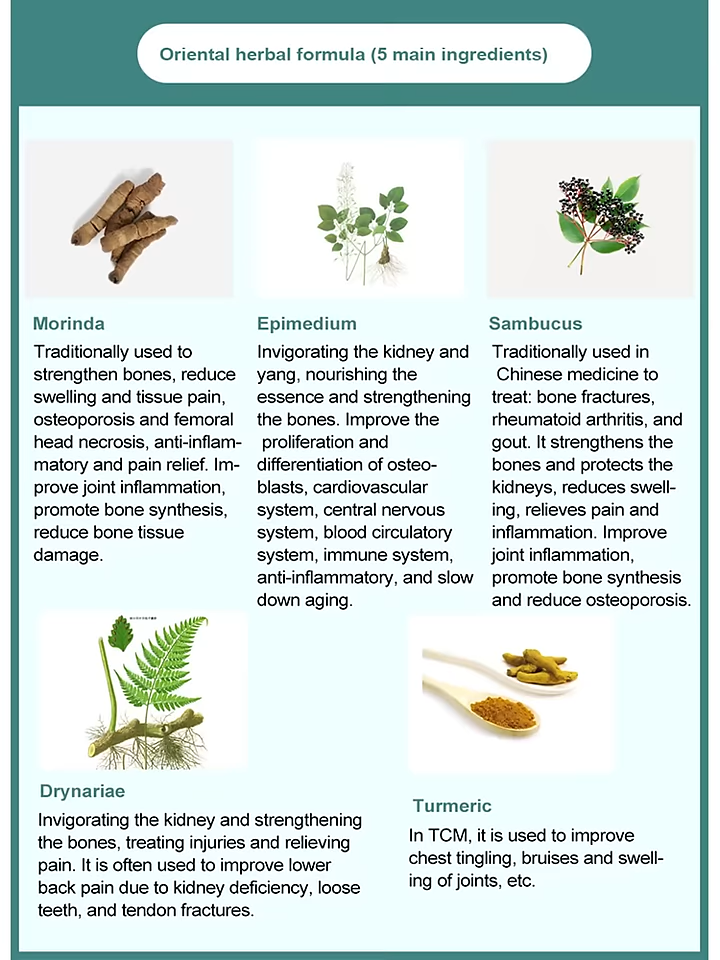 Oriental herbal formula (5 main ingredients)
Morinda
Traditionally used to
strengthen bones, reduce
swelling and tissue pain,
osteoporosis and femoral
head necrosis, anti-inflam-
matory and pain relief. Im-
prove joint inflammation,
promote bone synthesis,
reduce bone tissue
damage.
Epimedium
Invigorating the kidney and
yang, nourishing the
essence and strengthening
the bones. Improve the
proliferation and
differentiation of osteo-
blasts, cardiovascular
system, central nervous
system, blood circulatory
system, immune system,
anti-inflammatory, and slow
down aging.
Sambucus
Traditionally used in
Chinese medicine to
treat: bone fractures,
rheumatoid arthritis, and
gout. It strengthens the
bones and protects the
kidneys, reduces swell-
ing, relieves pain and
inflammation. Improve
joint inflammation,
promote bone synthesis
and reduce osteoporosis.
Drynariae
Invigorating the kidney and strengthening
the bones, treating injuries and relieving
pain. It is often used to improve lower
back pain due to kidney deficiency, loose
teeth, and tendon fractures.
Turmeric
In TCM, it is used to improve
chest tingling, bruises and swell-
ing of joints, etc.